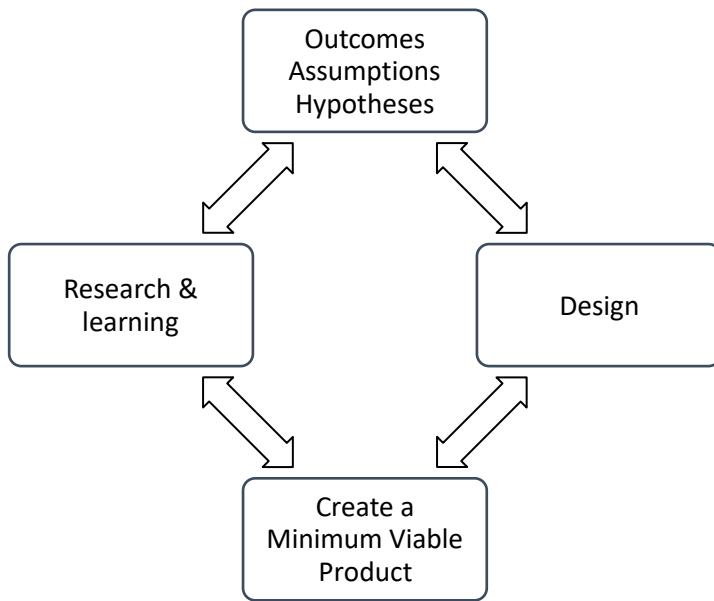 Outcomes
Assumptions
Hypotheses
Research &
learning
Design
Create a
Minimum Viable
Product